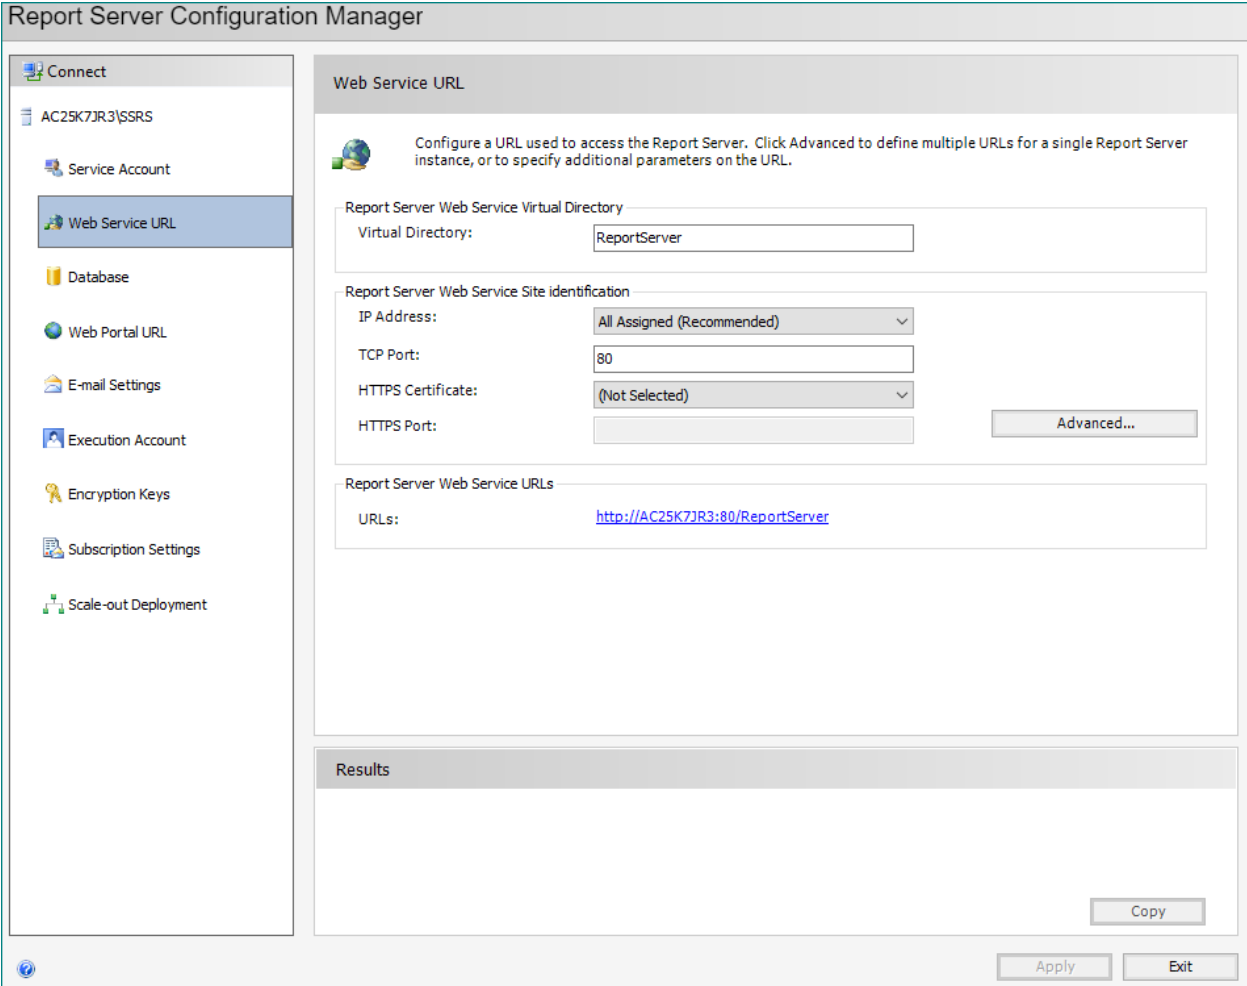 Report Server Configuration Manager
Connect
AC25K7JR3\SSRS
Service Account
Web Service URL
Database
Web Portal URL
E-mail Settings
Execution Account
Encryption Keys
Subscription Settings
Scale-out Deployment
Web Service URL
Configure a URL used to access the Report Server.  Click Advanced to define multiple URLs for a single Report Server
instance, or to specify additional parameters on the URL.
Report Server Web Service Virtual Directory
Virtual Directory: ReportServer
Report Server Web Service Site identification
IP Address: All Assigned (Recommended)
TCP Port: 80
HTTPS Certificate: (Not Selected)
HTTPS Port:
Advanced...
Report Server Web Service URLs
URLs: http://AC25K7JR3:80/ReportServer
Results
Copy
Apply Exit